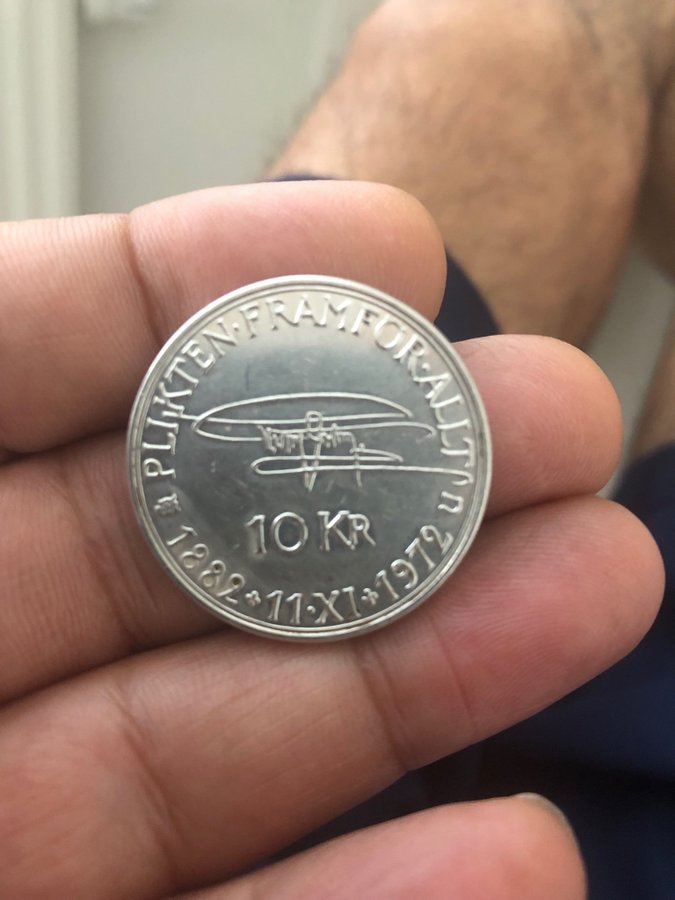 PLIKTEN·FRAMFÖR·ALLT
10 KR
1882+11·XI+1972